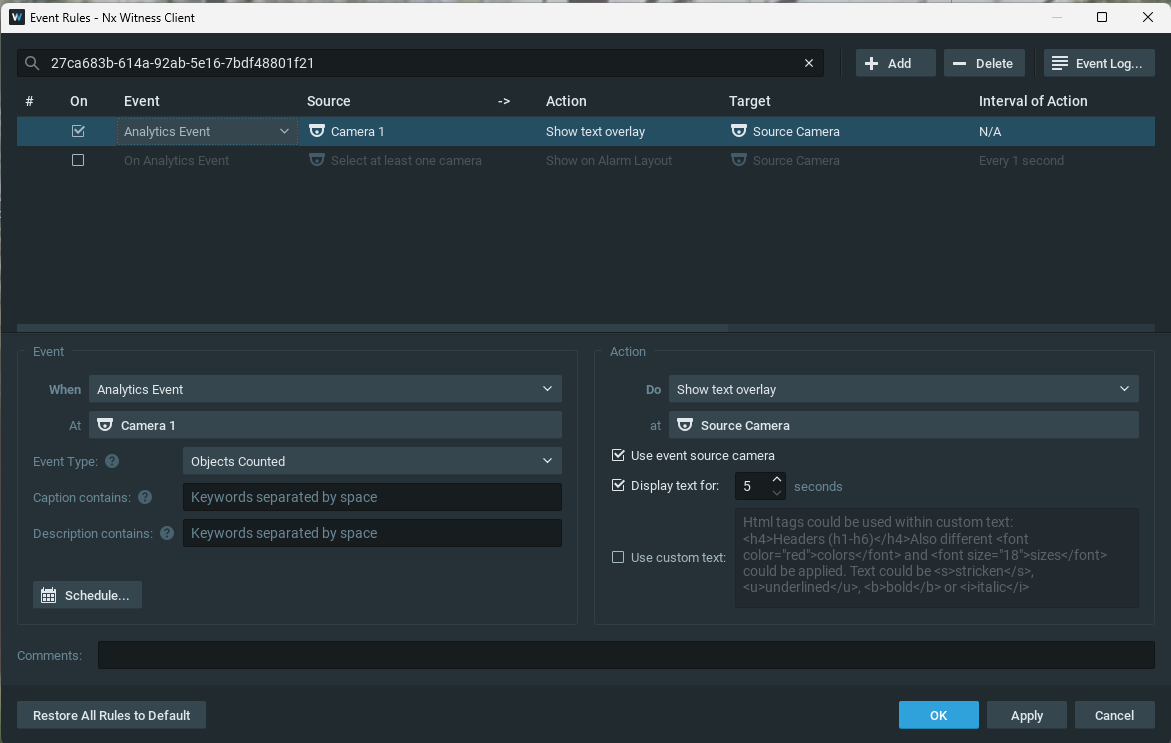 Event Rules - Nx Witness Client
27ca683b-614a-92ab-5e16-7bdf48801f21
Add
Delete
Event Log...
# On Event Source -> Action Target Interval of Action
Analytics Event Camera 1 Show text overlay Source Camera N/A
On Analytics Event Select at least one camera Show on Alarm Layout Source Camera Every 1 second
Event
When Analytics Event
At Camera 1
Event Type: ? Objects Counted
Caption contains: ? Keywords separated by space
Description contains: ? Keywords separated by space
Schedule...
Action
Do Show text overlay
at Source Camera
Use event source camera
Display text for: 5 seconds
Use custom text:
Html tags could be used within custom text:
<h4>Headers (h1-h6)</h4>Also different <font
color="red">colors</font> and <font size="18">sizes</font>
could be applied. Text could be <s>stricken</s>,
<u>underlined</u>, <b>bold</b> or <i>italic</i>
Comments:
Restore All Rules to Default
OK
Apply
Cancel